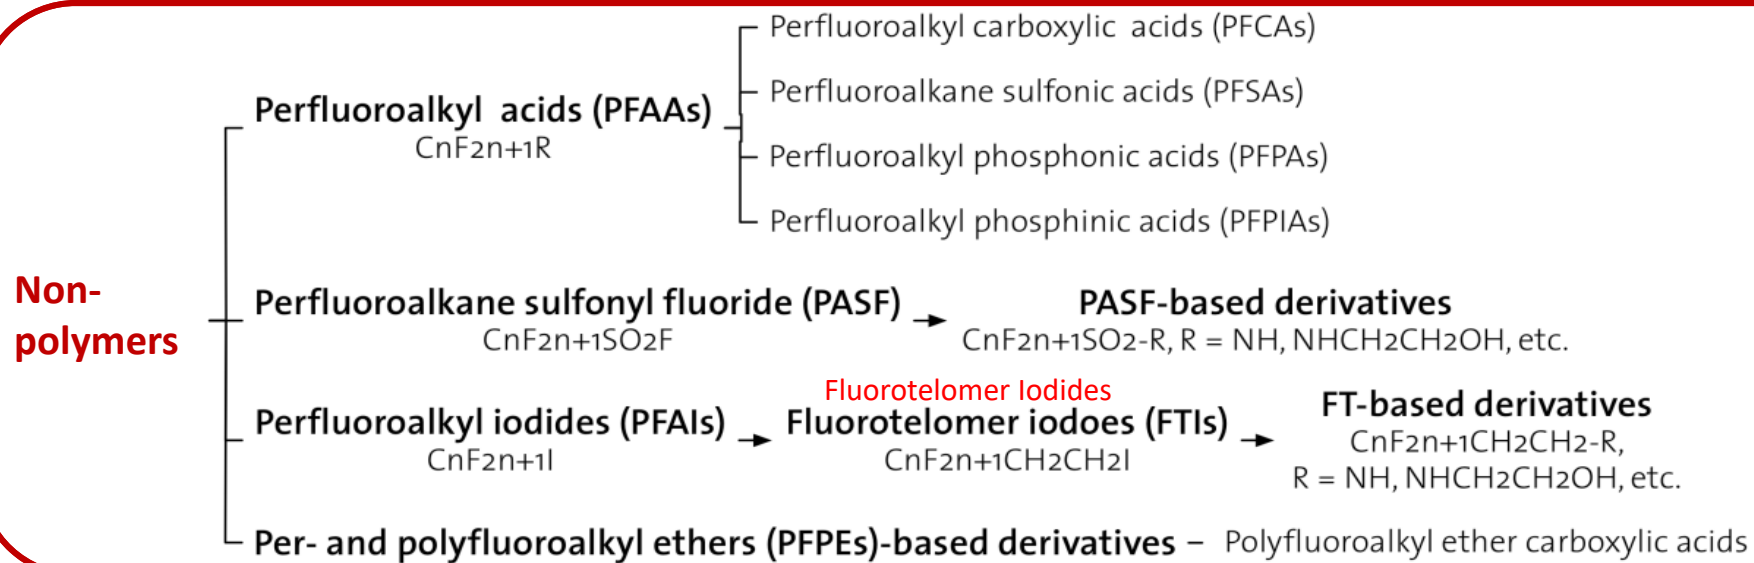 Perfluoroalkyl carboxylic acids (PFCAs)
Perfluoroalkane sulfonic acids (PFSAs)
Perfluoroalkyl acids (PFAAs)
CnF2n+1R
Perfluoroalkyl phosphonic acids (PFPAs)
Perfluoroalkyl phosphinic acids (PFPIAs)
Non-
polymers
Perfluoroalkane sulfonyl fluoride (PASF)
CnF2n+1SO2F
PASF-based derivatives
CnF2n+1SO2-R, R = NH, NHCH2CH2OH, etc.
Perfluoroalkyl iodides (PFAIs)
CnF2n+1I
Fluorotelomer Iodides
Fluorotelomer iodoes (FTIs)
CnF2n+1CH2CH2I
FT-based derivatives
CnF2n+1CH2CH2-R,
R = NH, NHCH2CH2OH, etc.
Per- and polyfluoroalkyl ethers (PFPEs)-based derivatives – Polyfluoroalkyl ether carboxylic acids